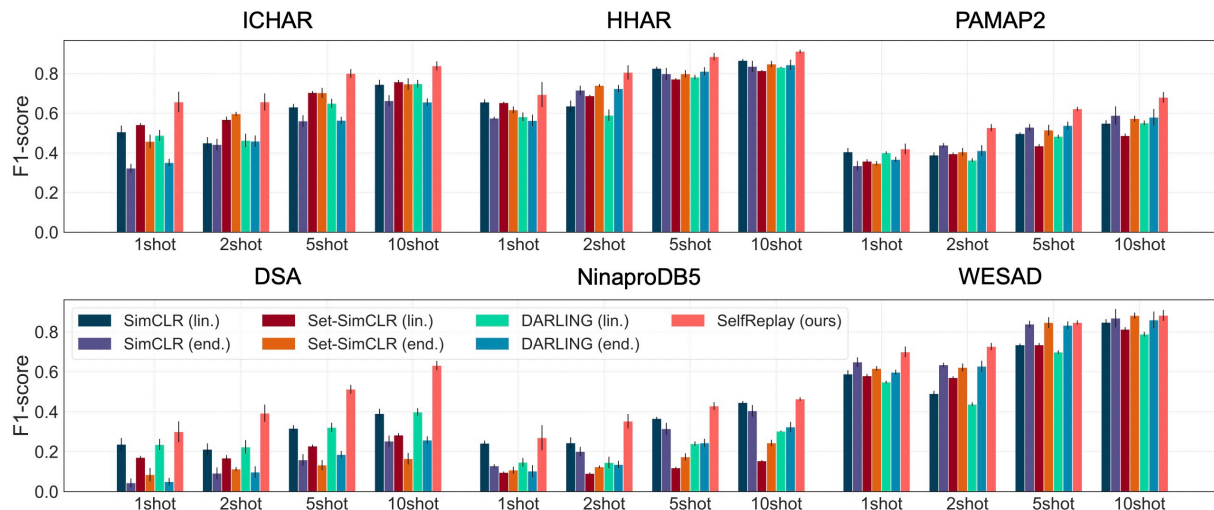 ICHAR HHAR PAMAP2
F1-score
0.8
0.6
0.4
0.2
0.0
1shot 2shot 5shot 10shot 1shot 2shot 5shot 10shot 1shot 2shot 5shot 10shot
DSA NinaproDB5 WESAD
F1-score
0.8
0.6
0.4
0.2
0.0
SimCLR (lin.) Set-SimCLR (lin.) DARLING (lin.) SelfReplay (ours)
SimCLR (end.) Set-SimCLR (end.) DARLING (end.)
1shot 2shot 5shot 10shot 1shot 2shot 5shot 10shot 1shot 2shot 5shot 10shot